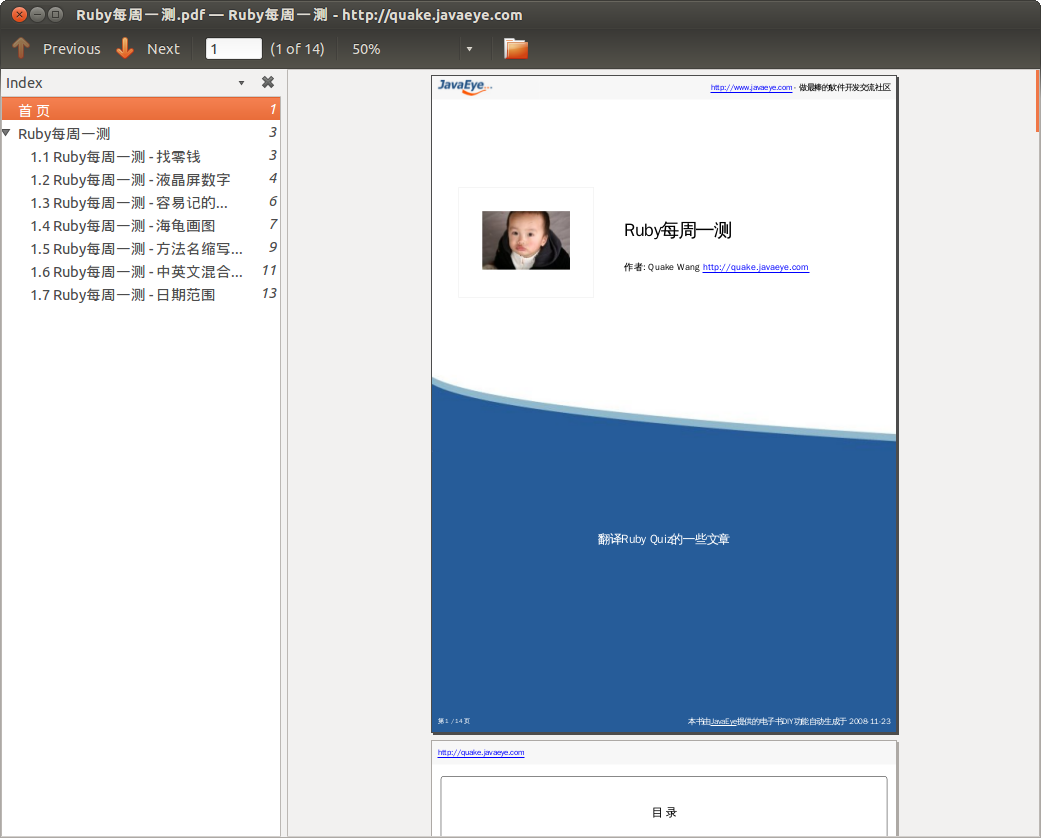 Ruby每周一测.pdf — Ruby每周一测 - http://quake.javaeye.com
Previous Next 1 (1 of 14) 50%
Index
首 页 1
Ruby每周一测 3
1.1 Ruby每周一测 - 找零钱 3
1.2 Ruby每周一测 - 液晶屏数字 4
1.3 Ruby每周一测 - 容易记的... 6
1.4 Ruby每周一测 - 海龟画图 7
1.5 Ruby每周一测 - 方法名缩写... 9
1.6 Ruby每周一测 - 中英文混合... 11
1.7 Ruby每周一测 - 日期范围 13
JavaEye
http://www.javaeye.com - 做最棒的软件开发交流社区
Ruby每周一测
作者: Quake Wang http://quake.javaeye.com
翻译Ruby Quiz的一些文章
第 1 / 14 页
本书由JavaEye提供的电子书DIY功能自动生成于 2008-11-23
http://quake.javaeye.com
目 录